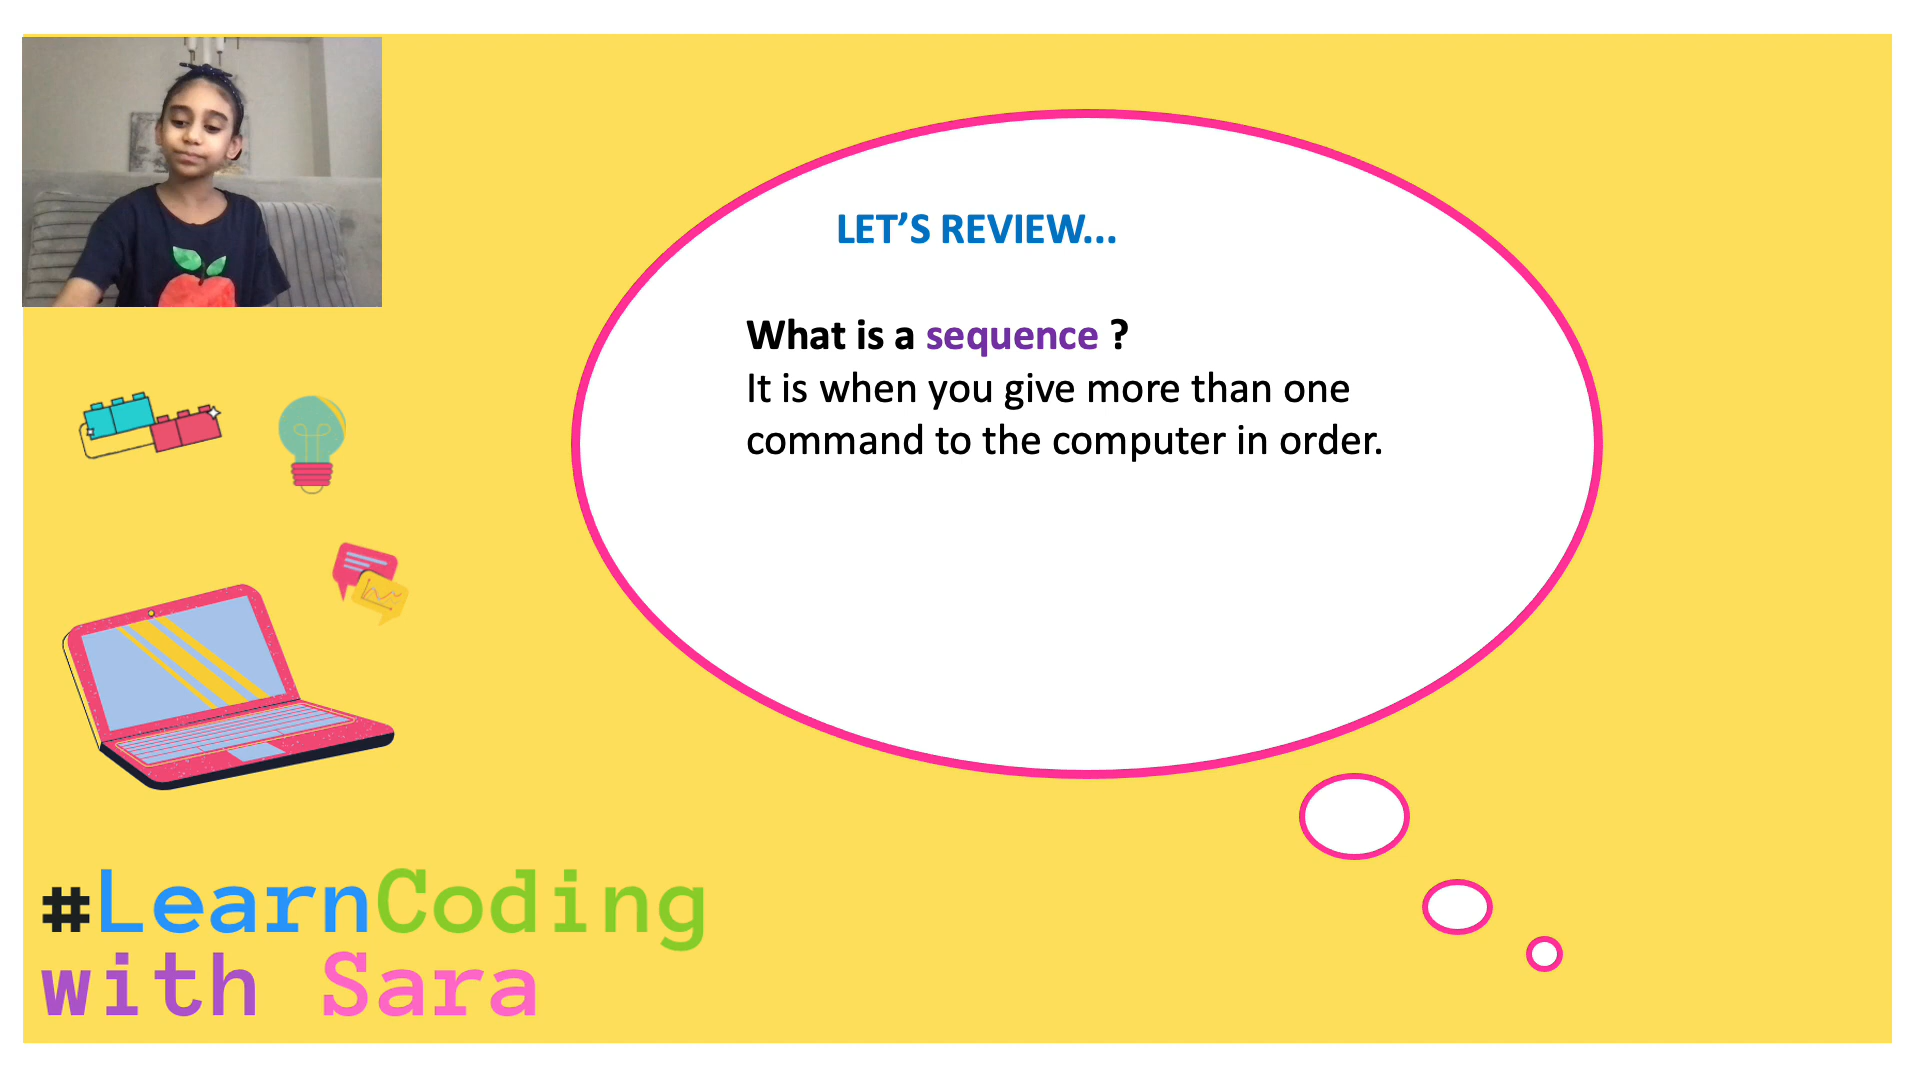 LET’S REVIEW...
What is a sequence ?
It is when you give more than one
command to the computer in order.
#LearnCoding
with Sara